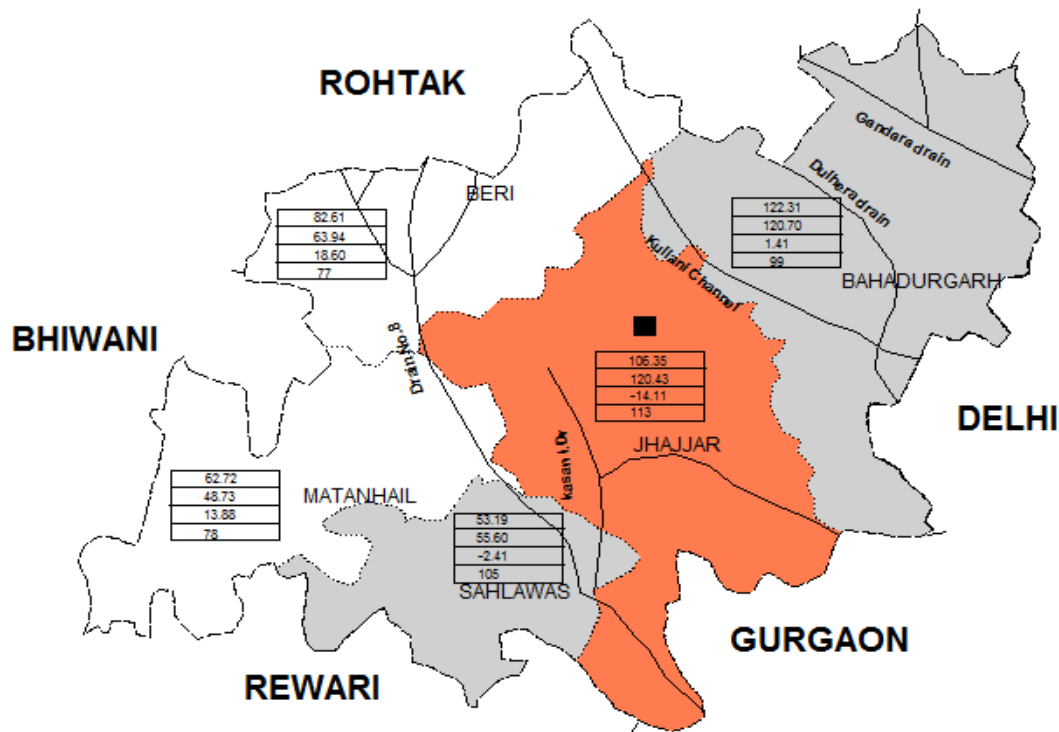 ROHTAK
Gandara drain
Dulhera drain
BERI
82.61
63.94
18.60
77
122.31
120.70
1.41
99
Kullani Channel
BAHADURGARH
BHIWANI
Drain No.8
106.35
120.43
-14.11
113
DELHI
JHAJJAR
kasan I.Dr
62.72
48.73
13.88
78
MATANHAIL
53.19
55.60
-2.41
105
SAHLAWAS
GURGAON
REWARI